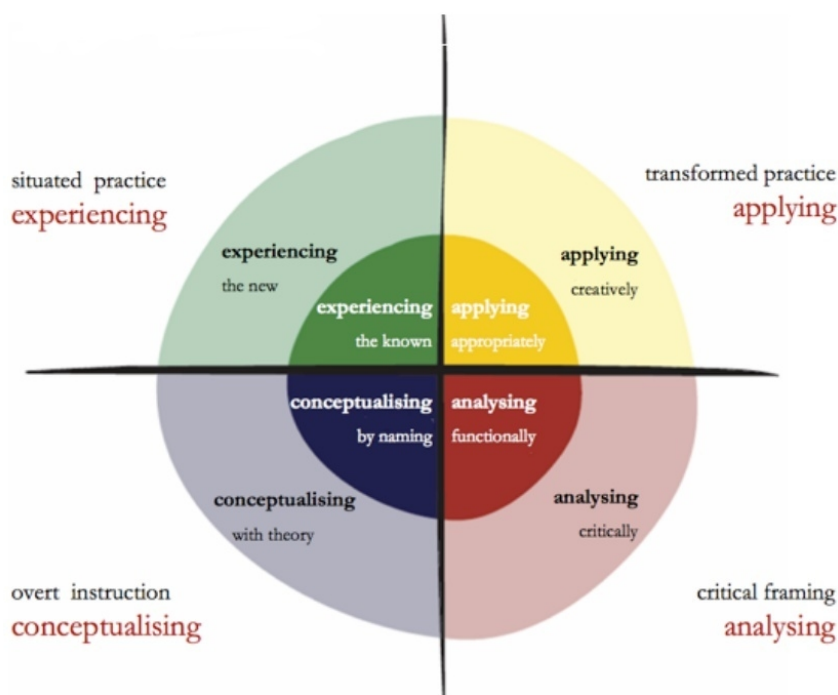 situated practice
experiencing
transformed practice
applying
experiencing
the new
applying
creatively
experiencing
the known
applying
appropriately
conceptualising
by naming
analysing
functionally
conceptualising
with theory
analysing
critically
overt instruction
conceptualising
critical framing
analysing